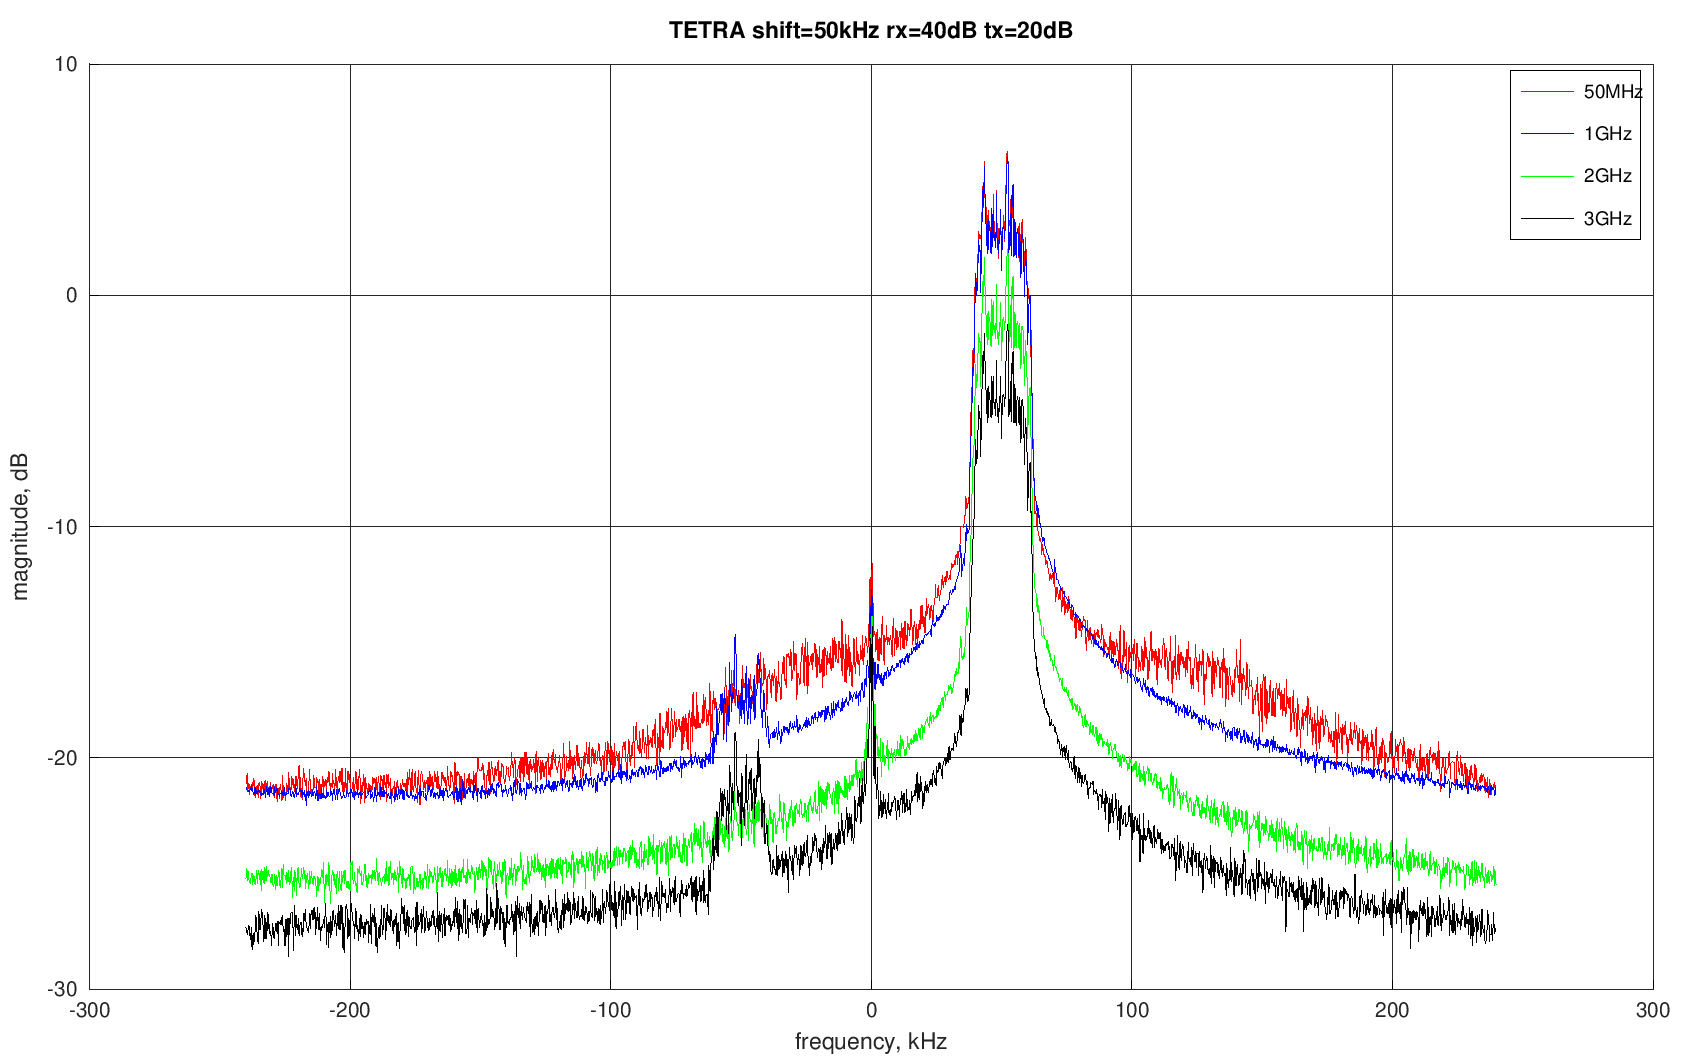 TETRA shift=50kHz rx=40dB tx=20dB
10
0
-10
-20
-30
magnitude, dB
50MHz
1GHz
2GHz
3GHz
-300
-200
-100
0
100
200
300
frequency, kHz